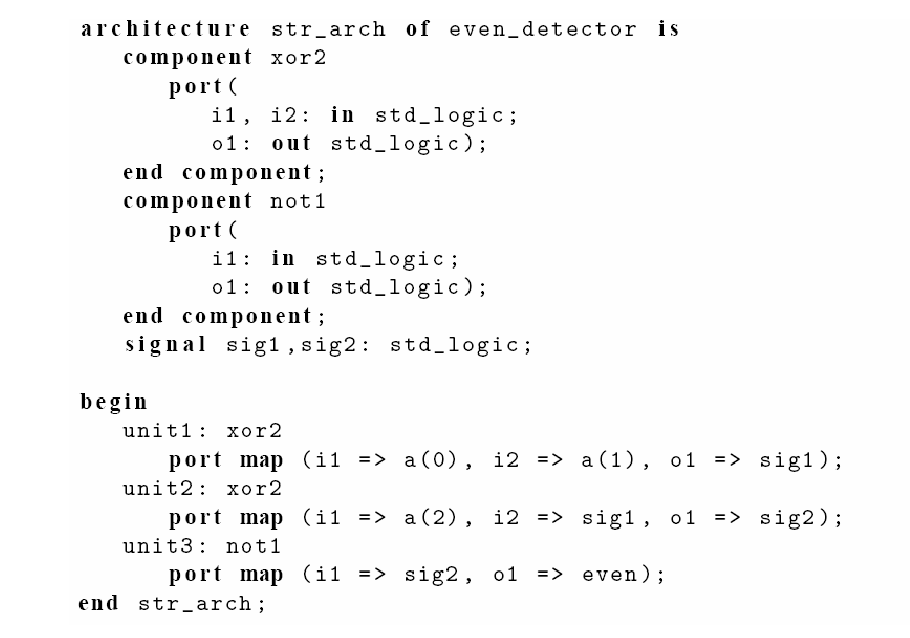 architecture str_arch of even_detector is
component xor2
port(
i1, i2: in std_logic;
o1: out std_logic);
end component;
component not1
port(
i1: in std_logic;
o1: out std_logic);
end component;
signal sig1,sig2: std_logic;
begin
unit1: xor2
port map (i1 => a(0), i2 => a(1), o1 => sig1);
unit2: xor2
port map (i1 => a(2), i2 => sig1, o1 => sig2);
unit3: not1
port map (i1 => sig2, o1 => even);
end str_arch;